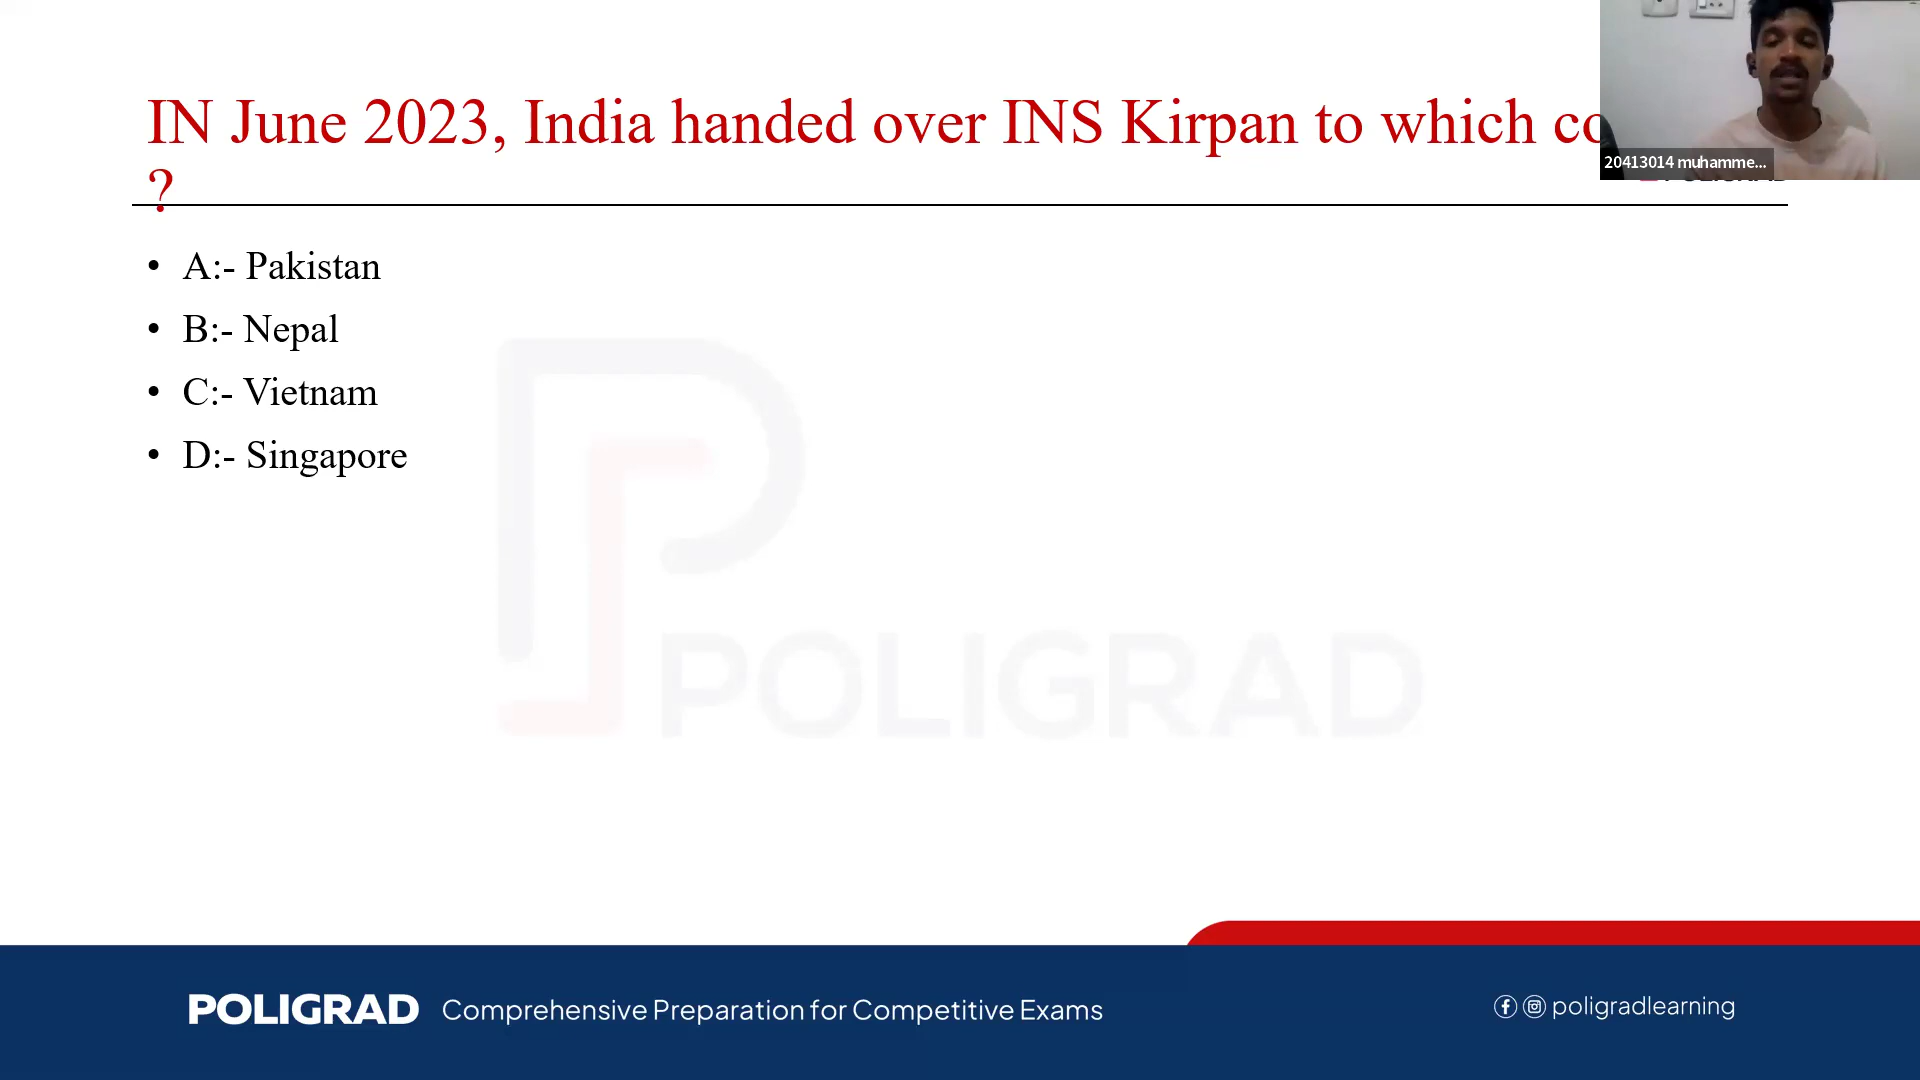 IN June 2023, India handed over INS Kirpan to which
?
• A:- Pakistan
• B:- Nepal
• C:- Vietnam
• D:- Singapore
20413014 muhamme...
POLIGRAD
POLIGRAD Comprehensive Preparation for Competitive Exams
poligradlearning